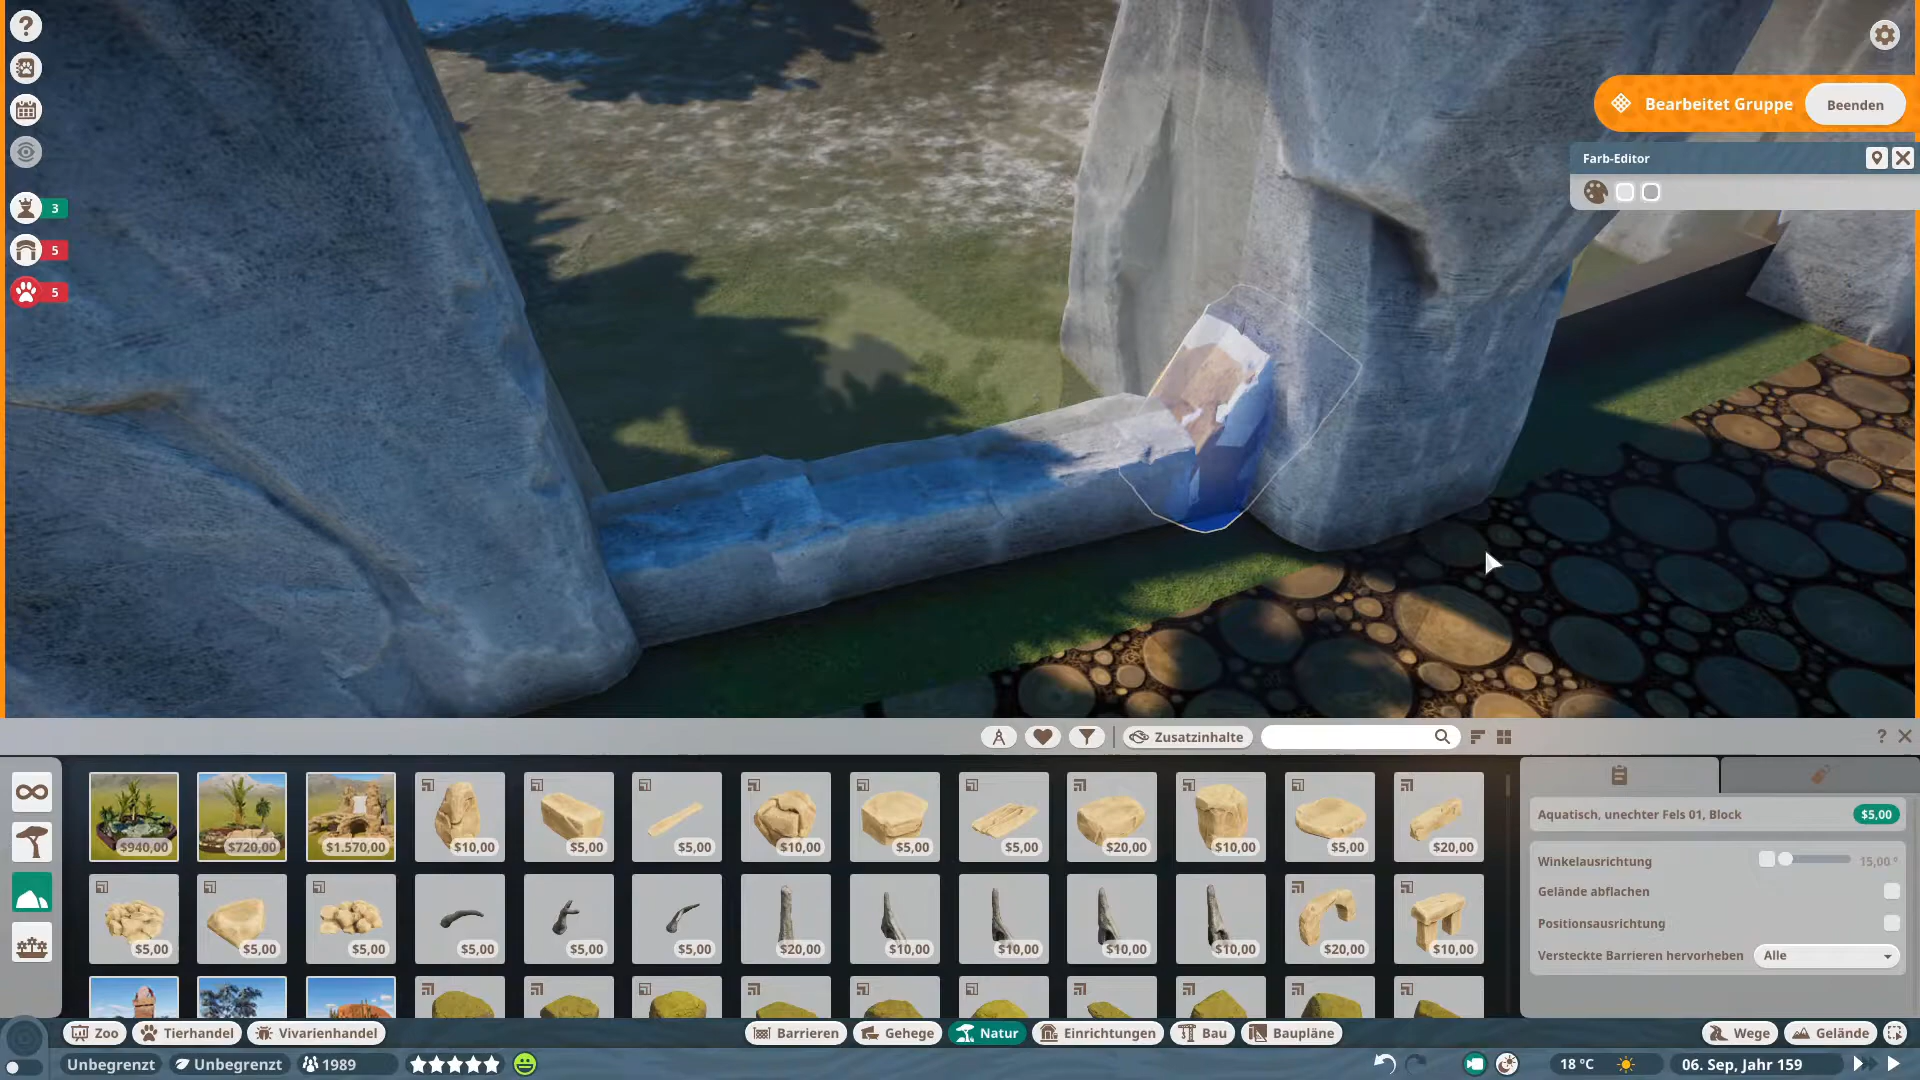 ?
Bearbeitet Gruppe
Beenden
Farb-Editor
3
5
5
Zusatzinhalte
?
$940,00
$720,00
$1.570,00
$10,00
$5,00
$5,00
$10,00
$5,00
$5,00
$20,00
$10,00
$5,00
$20,00
$5,00
$5,00
$5,00
$5,00
$5,00
$5,00
$20,00
$10,00
$10,00
$10,00
$10,00
$20,00
$10,00
Aquatisch, unechter Fels 01, Block
$5,00
Winkelausrichtung
15,00 °
Gelände abflachen
Positionsausrichtung
Versteckte Barrieren hervorheben
Alle
Zoo
Tierhandel
Vivarienhandel
Barrieren
Gehege
Natur
Einrichtungen
Bau
Baupläne
Wege
Gelände
Unbegrenzt
Unbegrenzt
1989
18 °C
06. Sep, Jahr 159